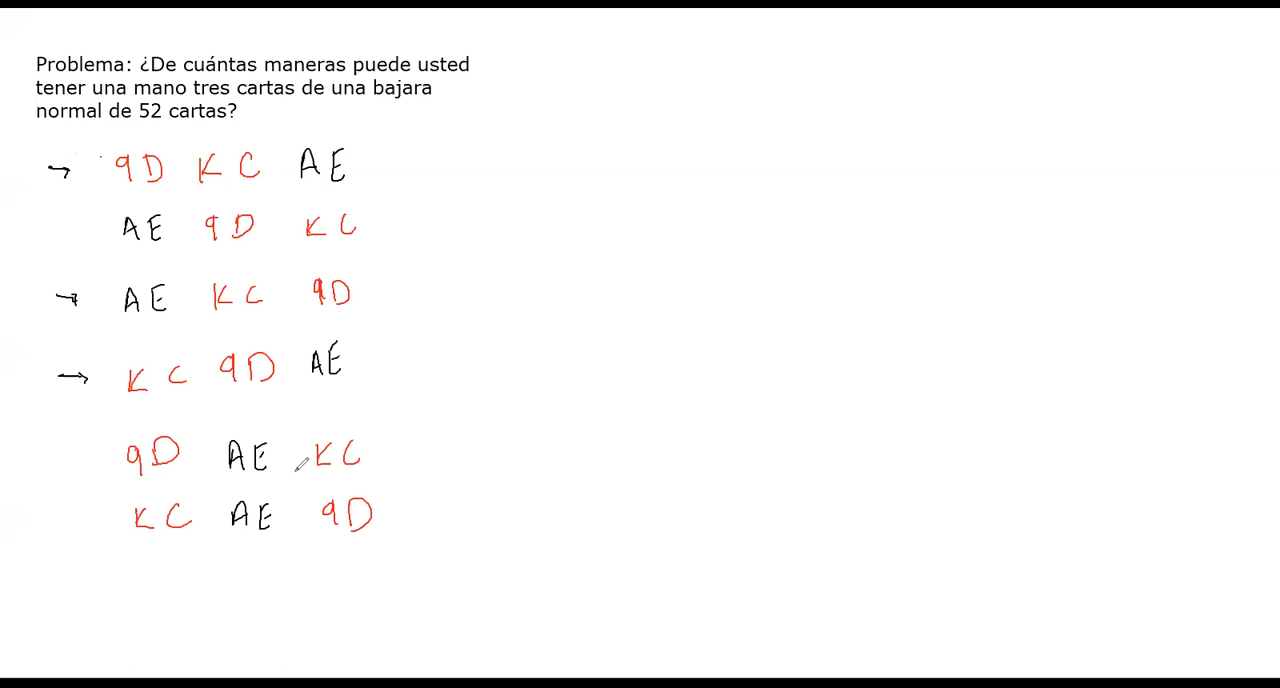 Problema: ¿De cuántas maneras puede usted
tener una mano tres cartas de una bajara
normal de 52 cartas?
→ 9D KC AE
AE 9D KC
→ AE KC 9D
→ KC 9D AE
9D AE KC
KC AE 9D